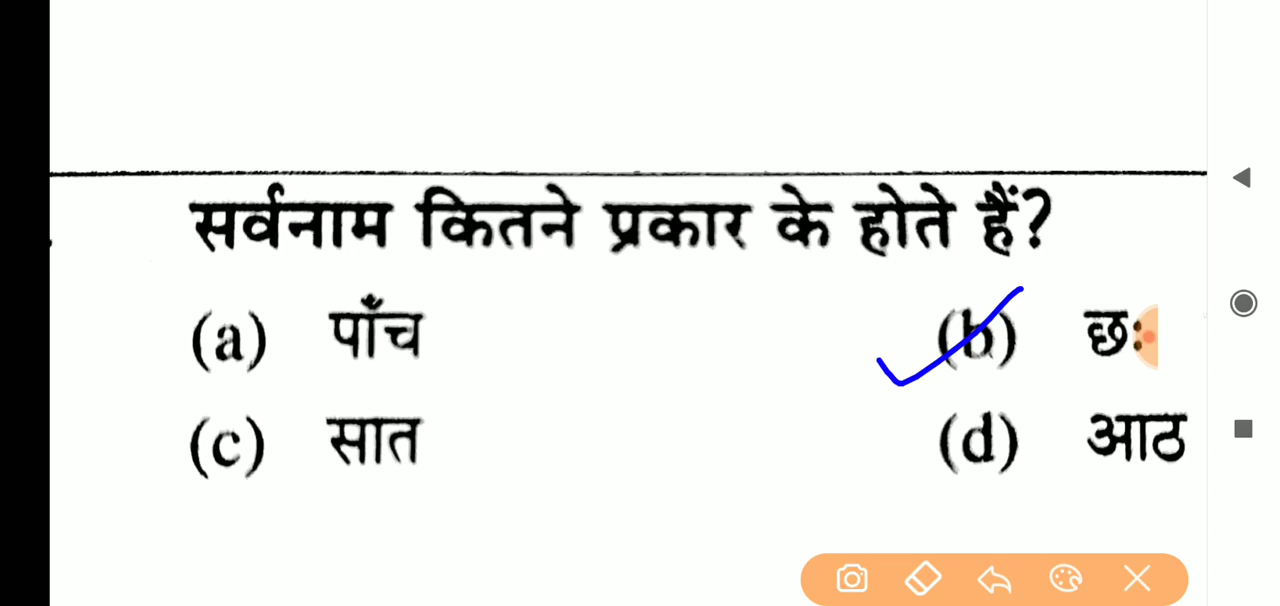 सर्वनाम कितने प्रकार के होते हैं?
(a) पाँच (b) छः
(c) सात (d) आठ